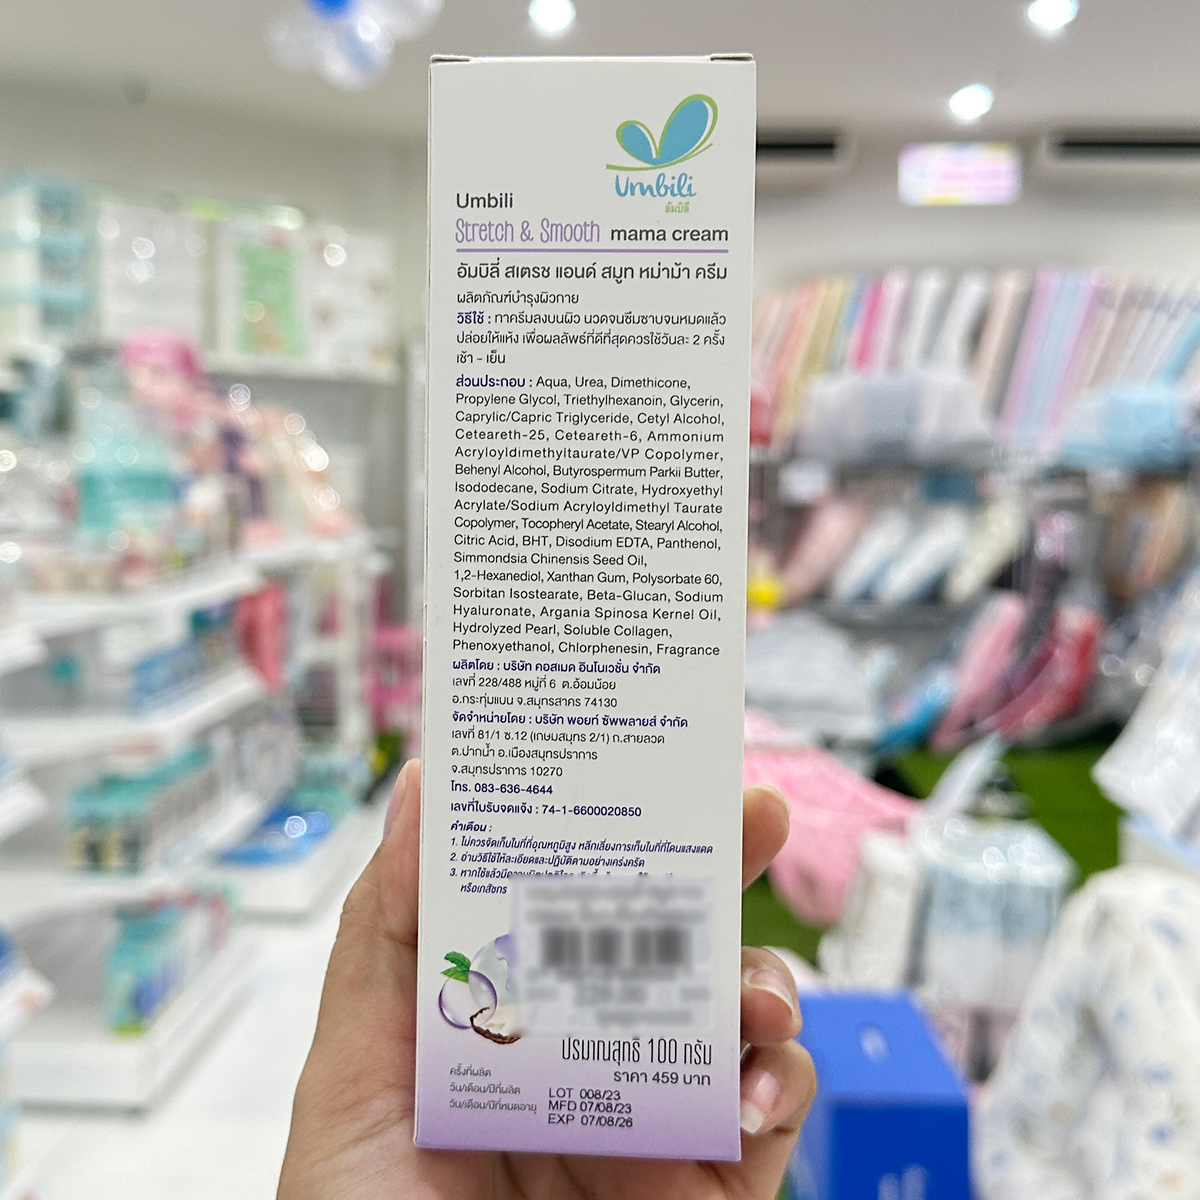 Umbili
อัมบิลี่
Umbili
Stretch & Smooth mama cream
อัมบิลี่ สเตรช แอนด์ สมูท หม่าม้า ครีม
ผลิตภัณฑ์บำรุงผิวกาย
วิธีใช้ : ทาครีมลงบนผิว นวดจนซึมซาบจนหมดแล้ว
ปล่อยให้แห้ง เพื่อผลลัพธ์ที่ดีที่สุดควรใช้วันละ 2 ครั้ง
เช้า - เย็น
ส่วนประกอบ : Aqua, Urea, Dimethicone,
Propylene Glycol, Triethylhexanoin, Glycerin,
Caprylic/Capric Triglyceride, Cetyl Alcohol,
Ceteareth-25, Ceteareth-6, Ammonium
Acryloyldimethyltaurate/VP Copolymer,
Behenyl Alcohol, Butyrospermum Parkii Butter,
Isododecane, Sodium Citrate, Hydroxyethyl
Acrylate/Sodium Acryloyldimethyl Taurate
Copolymer, Tocopheryl Acetate, Stearyl Alcohol,
Citric Acid, BHT, Disodium EDTA, Panthenol,
Simmondsia Chinensis Seed Oil,
1,2-Hexanediol, Xanthan Gum, Polysorbate 60,
Sorbitan Isostearate, Beta-Glucan, Sodium
Hyaluronate, Argania Spinosa Kernel Oil,
Hydrolyzed Pearl, Soluble Collagen,
Phenoxyethanol, Chlorphenesin, Fragrance
ผลิตโดย : บริษัท คอสเมด อินโนเวชั่น จำกัด
เลขที่ 228/488 หมู่ที่ 6 ต.อ้อมน้อย
อ.กระทุ่มแบน จ.สมุทรสาคร 74130
จัดจำหน่ายโดย : บริษัท พอยท์ ซัพพลายส์ จำกัด
เลขที่ 81/1 ซ.12 (เกษมสมุทร 2/1) ถ.สายลวด
ต.ปากน้ำ อ.เมืองสมุทรปราการ
จ.สมุทรปราการ 10270
โทร. 083-636-4644
เลขที่ใบรับจดแจ้ง : 74-1-6600020850
คำเตือน :
1. ไม่ควรจัดเก็บในที่ที่อุณหภูมิสูง หลีกเลี่ยงการเก็บในที่ที่โดนแสงแดด
2. อ่านวิธีใช้ให้ละเอียดและปฏิบัติตามอย่างเคร่งครัด
3. หากใช้แล้วมี
หรือเภสัชกร
ปริมาณสุทธิ 100 กรัม
ราคา 459 บาท
ครั้งที่ผลิต LOT 008/23
วัน/เดือน/ปีที่ผลิต MFD 07/08/23
วัน/เดือน/ปีที่หมดอายุ EXP 07/08/26